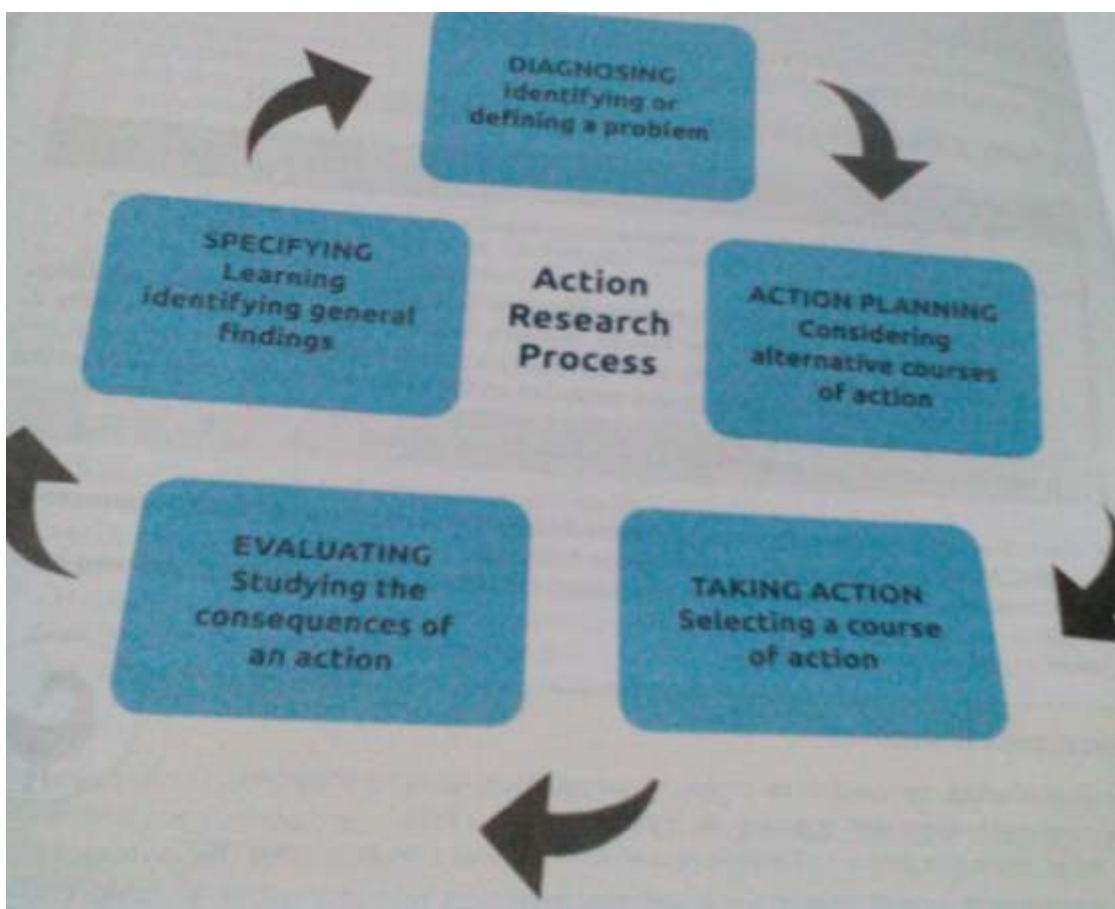 DIAGNOSING
identifying or
defining a problem
SPECIFYING
Learning
identifying general
findings
Action
Research
Process
ACTION PLANNING
Considering
alternative courses
of action
EVALUATING
Studying the
consequences of
an action
TAKING ACTION
Selecting a course
of action